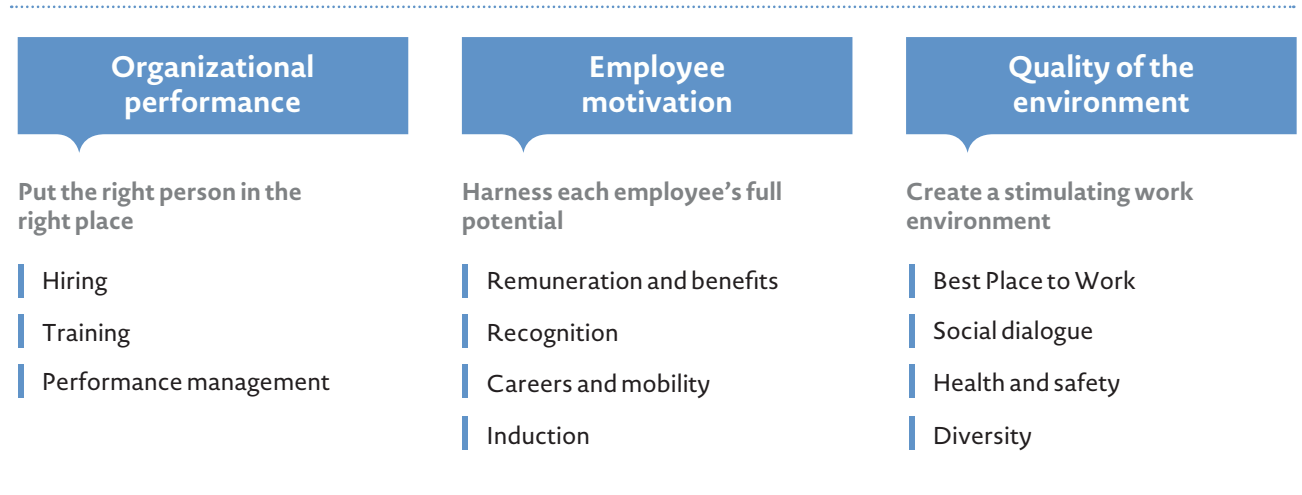 Organizational
performance
Put the right person in the
right place
Hiring
Training
Performance management
Employee
motivation
Harness each employee’s full
potential
Remuneration and benefits
Recognition
Careers and mobility
Induction
Quality of the
environment
Create a stimulating work
environment
Best Place to Work
Social dialogue
Health and safety
Diversity